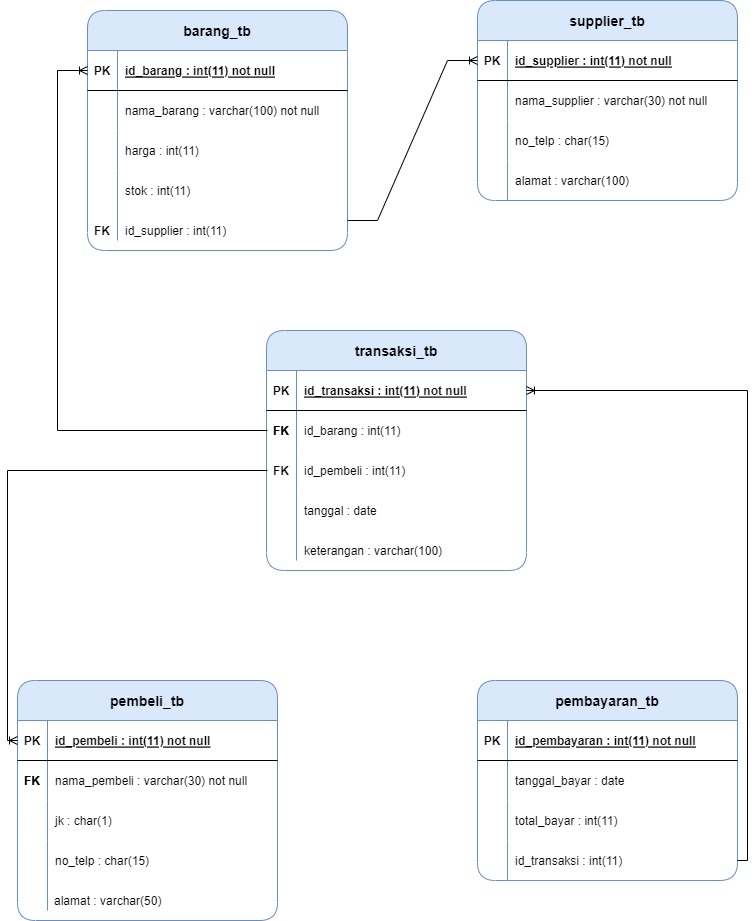 barang_tb
PK id_barang : int(11) not null
nama_barang : varchar(100) not null
harga : int(11)
stok : int(11)
FK id_supplier : int(11)
supplier_tb
PK id_supplier : int(11) not null
nama_supplier : varchar(30) not null
no_telp : char(15)
alamat : varchar(100)
transaksi_tb
PK id_transaksi : int(11) not null
FK id_barang : int(11)
FK id_pembeli : int(11)
tanggal : date
keterangan : varchar(100)
pembeli_tb
PK id_pembeli : int(11) not null
FK nama_pembeli : varchar(30) not null
jk : char(1)
no_telp : char(15)
alamat : varchar(50)
pembayaran_tb
PK id_pembayaran : int(11) not null
tanggal_bayar : date
total_bayar : int(11)
id_transaksi : int(11)